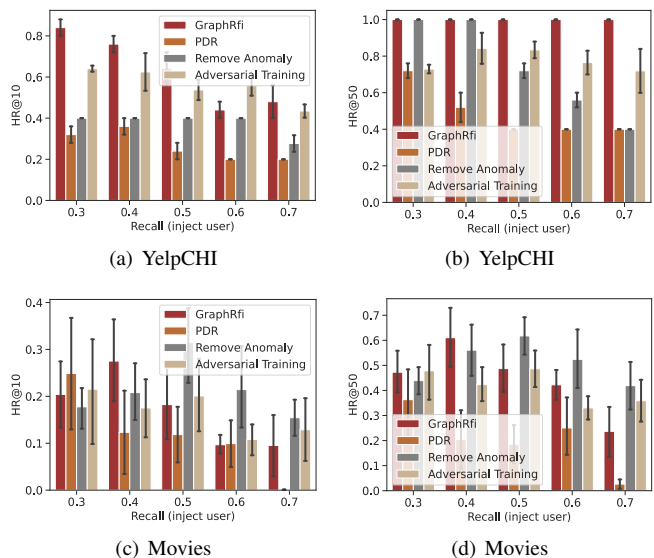 HR@10
0.8
0.6
0.4
0.2
0.0
GraphRfi
PDR
Remove Anomaly
Adversarial Training
0.3 0.4 0.5 0.6 0.7
Recall (inject user)
(a) YelpCHI
HR@50
1.0
0.8
0.6
0.4
0.2
0.0
GraphRfi
PDR
Remove Anomaly
Adversarial Training
0.3 0.4 0.5 0.6 0.7
Recall (inject user)
(b) YelpCHI
HR@10
0.4
0.3
0.2
0.1
0.0
GraphRfi
PDR
Remove Anomaly
Adversarial Training
0.3 0.4 0.5 0.6 0.7
Recall (inject user)
(c) Movies
HR@50
0.7
0.6
0.5
0.4
0.3
0.2
0.1
0.0
GraphRfi
PDR
Remove Anomaly
Adversarial Training
0.3 0.4 0.5 0.6 0.7
Recall (inject user)
(d) Movies